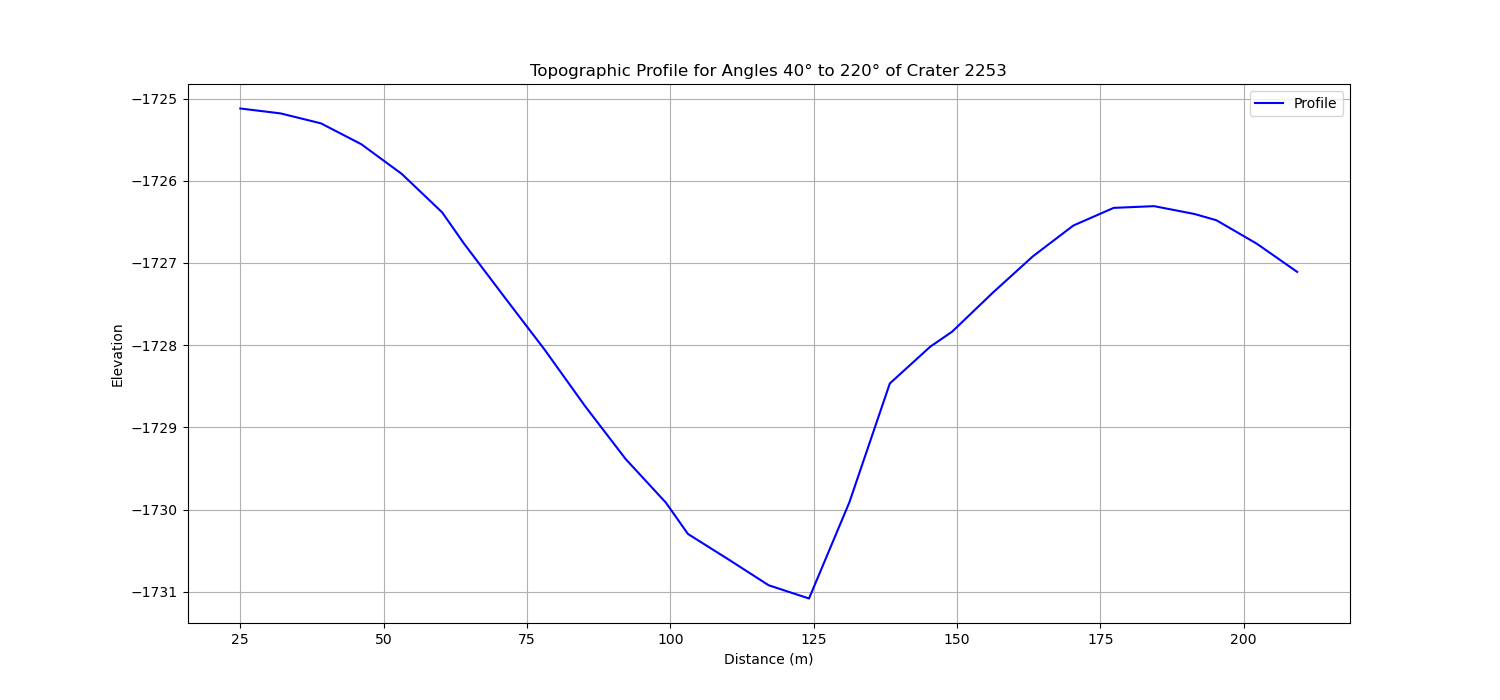 Topographic Profile for Angles 40° to 220° of Crater 2253
Profile
−1725
−1726
−1727
−1728
−1729
−1730
−1731
Elevation
25 50 75 100 125 150 175 200
Distance (m)